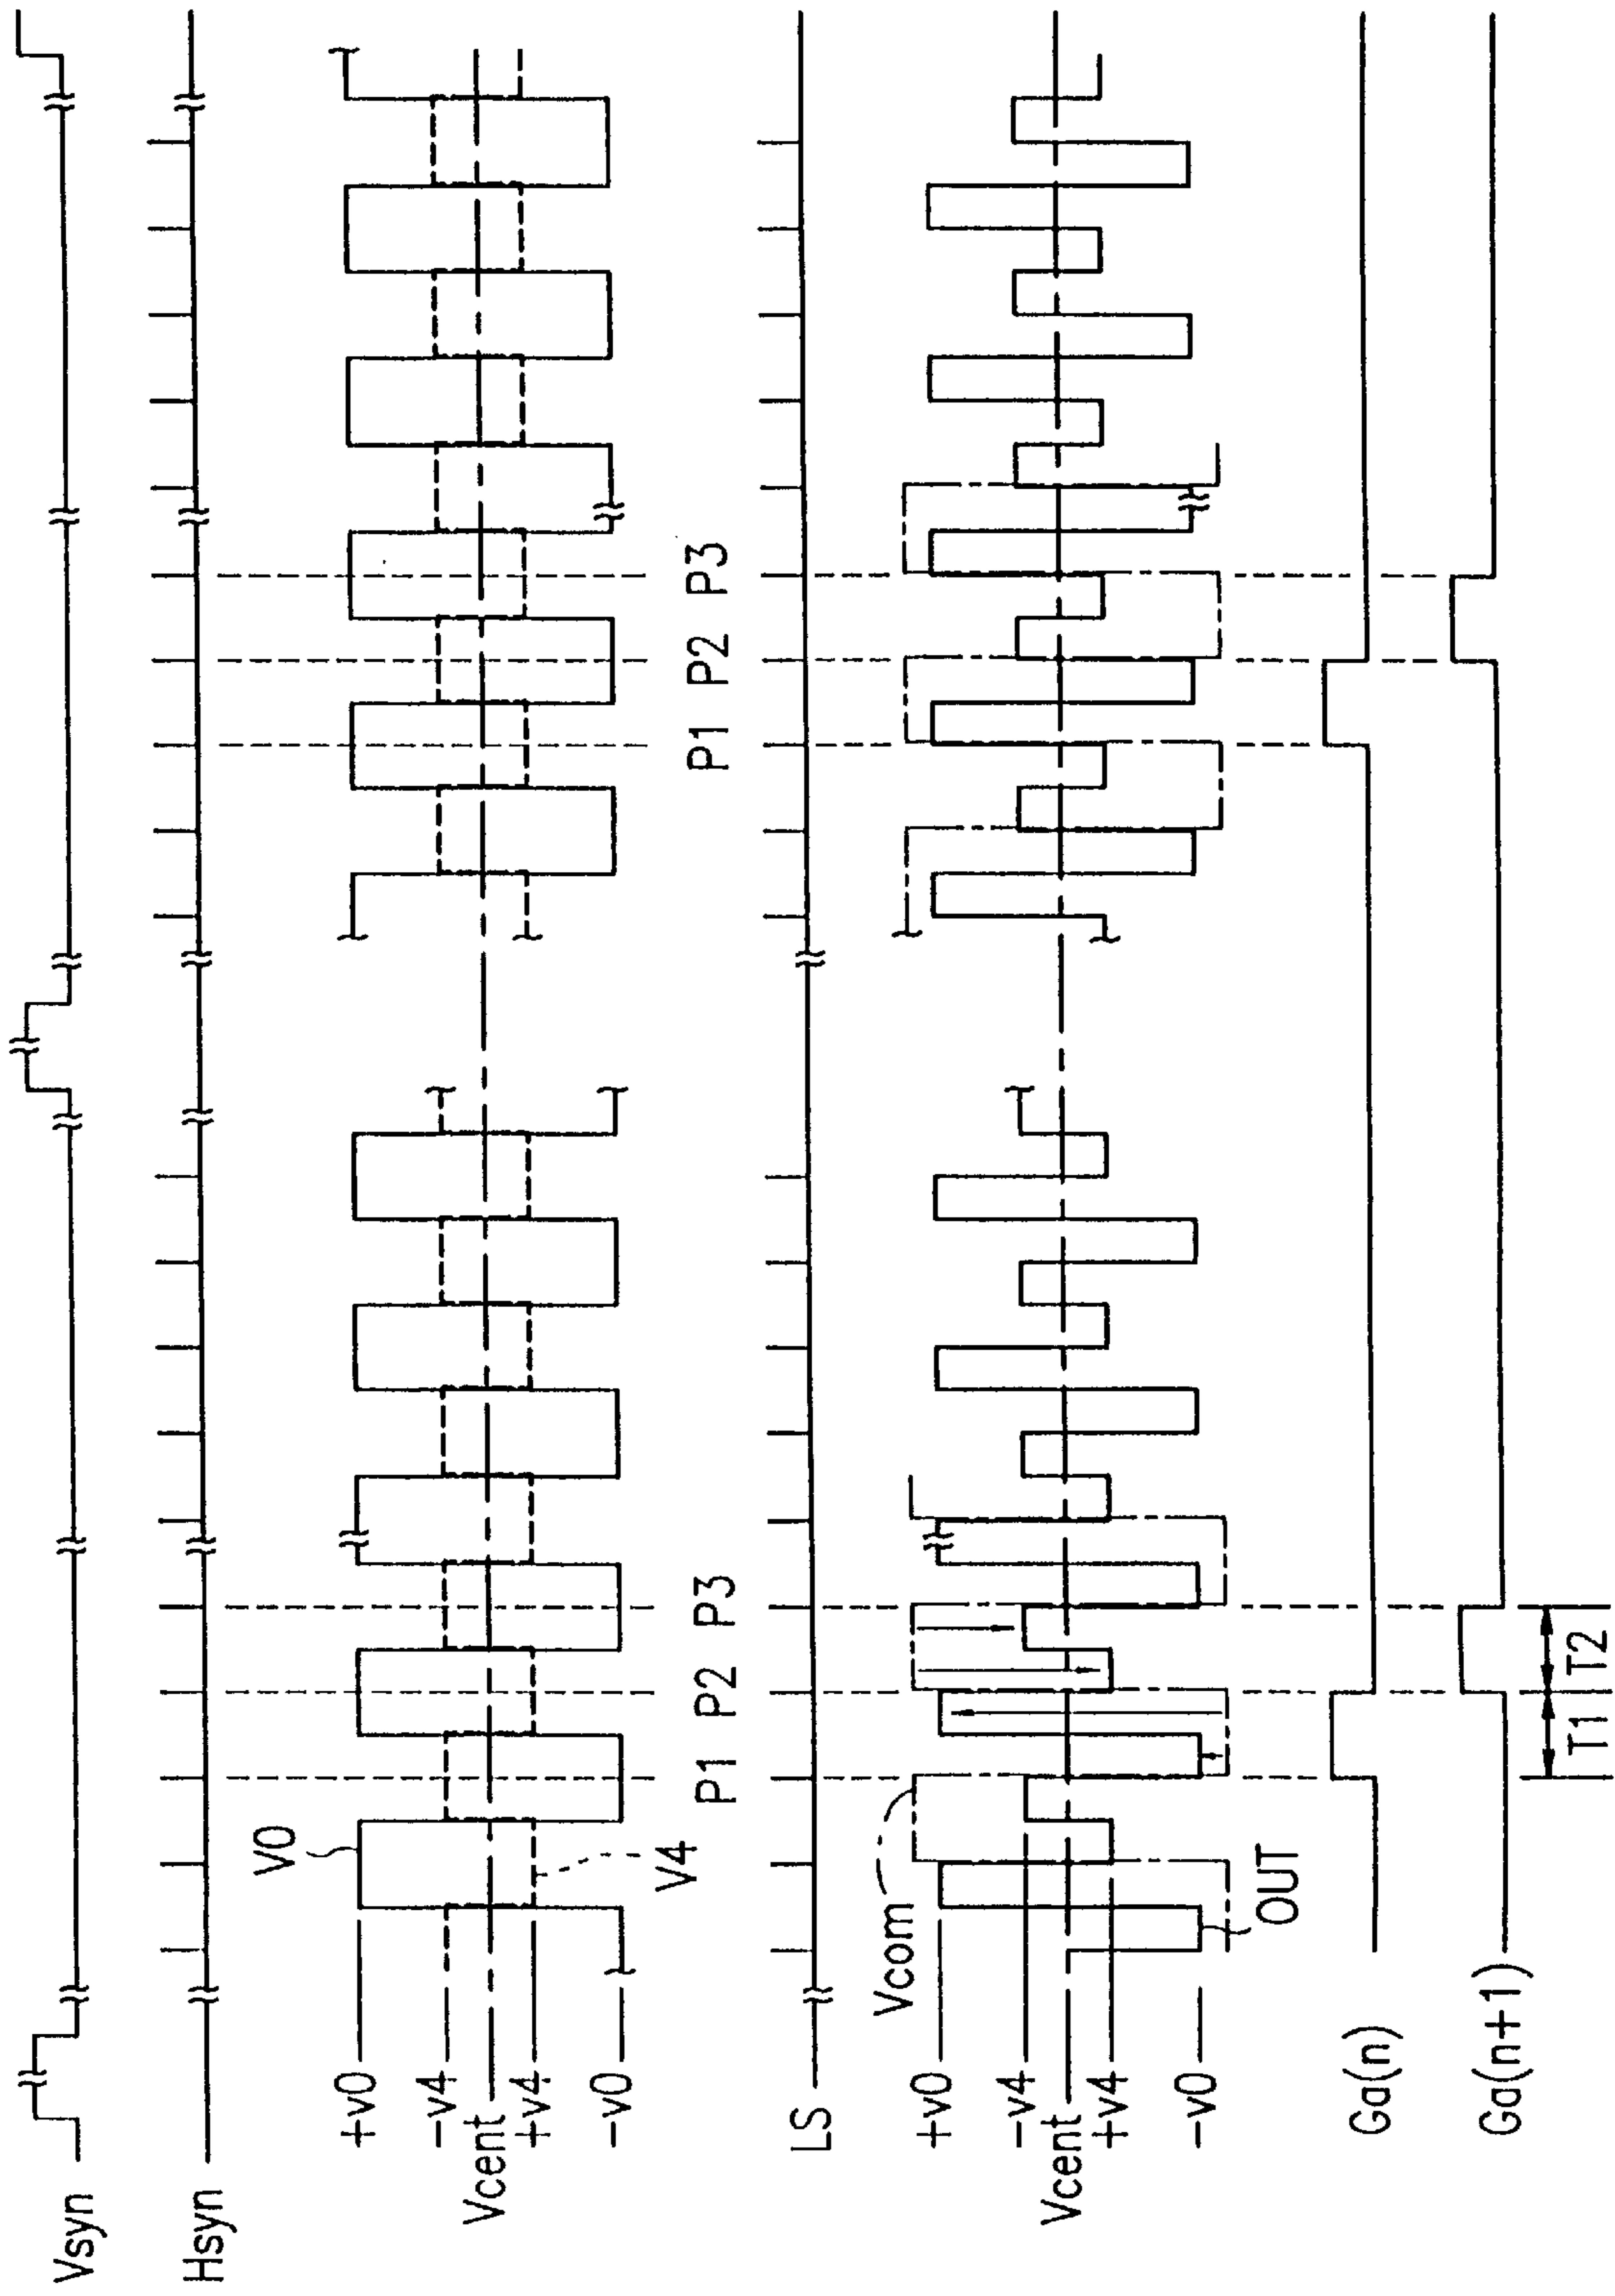 Vsyn
Hsyn
+v0
-v4
Vcent
+v4
-v0
V0
V4
P1 P2 P3
P1 P2 P3
LS
+v0
-v4
Vcent
+v4
-v0
Vcom
OUT
Ga(n)
Ga(n+1)
T1 T2